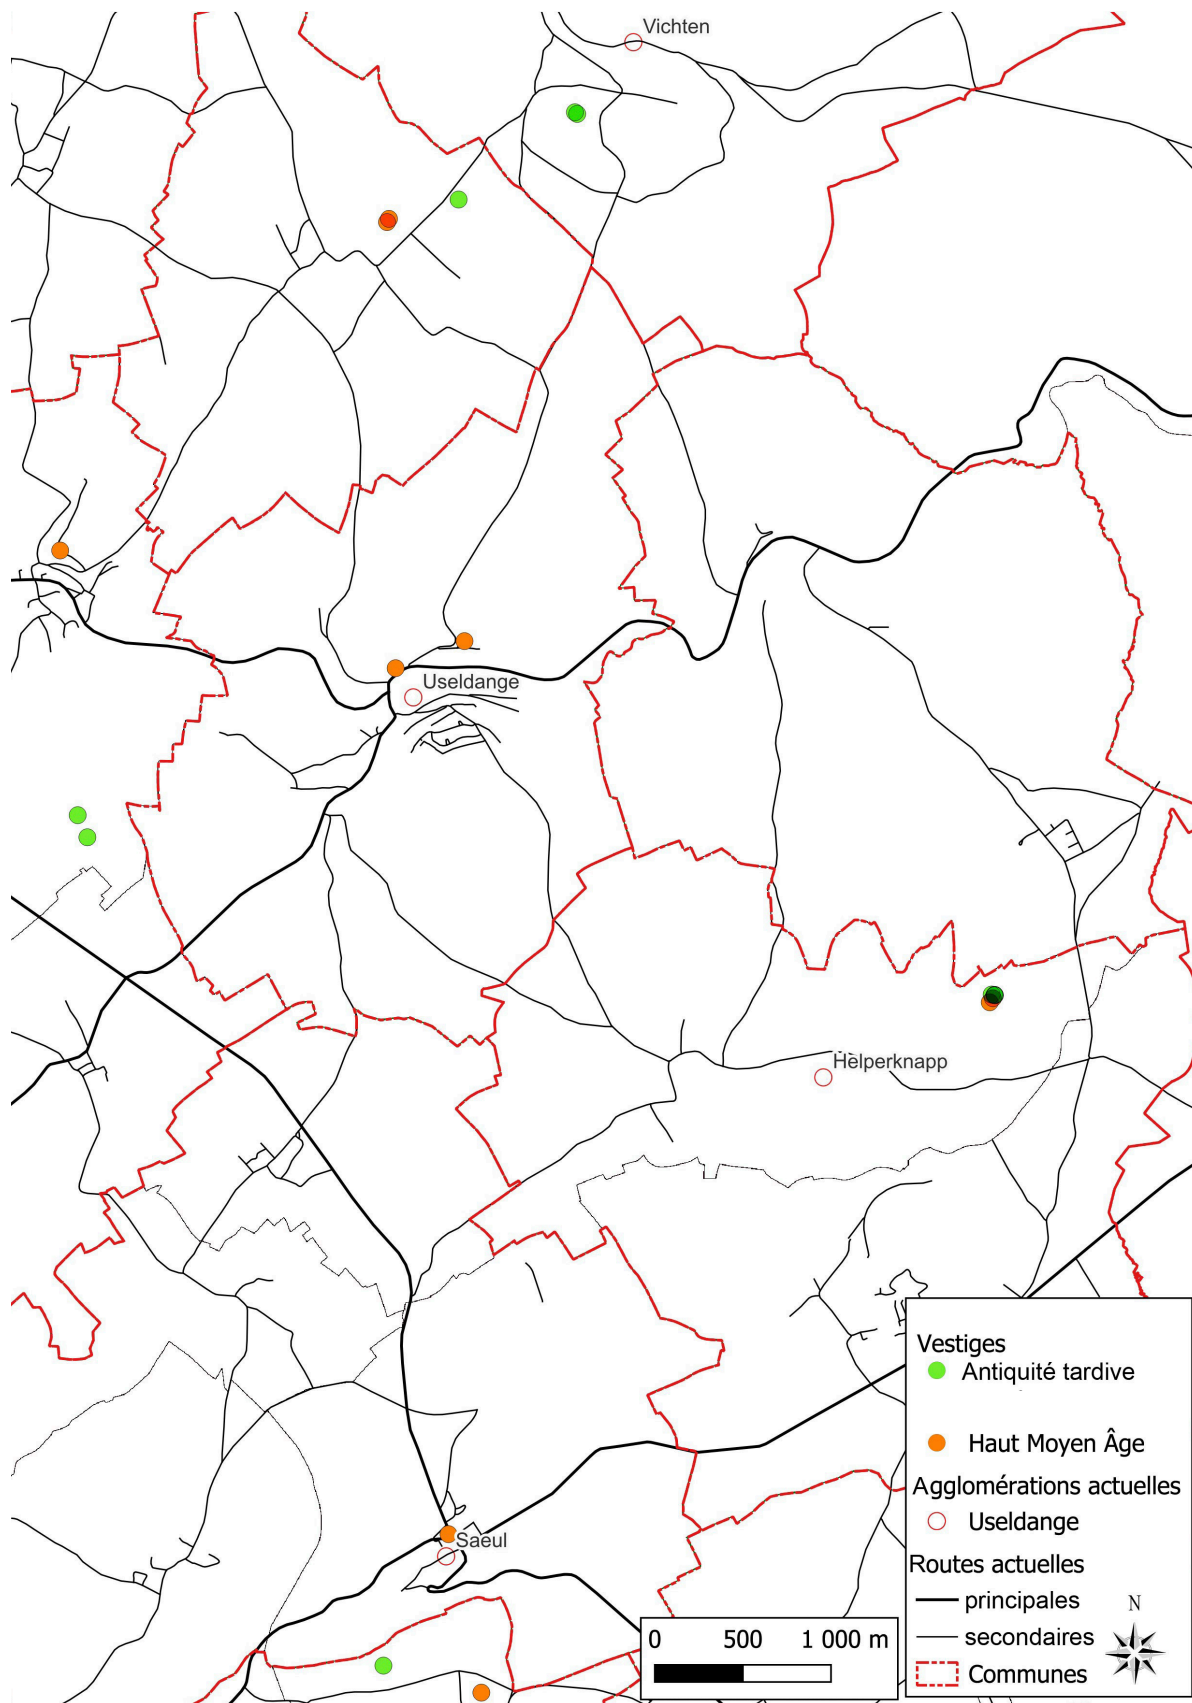 Vichten
Useldange
Helperknapp
Saeul
Vestiges
Antiquité tardive
Haut Moyen Âge
Agglomérations actuelles
Useldange
Routes actuelles
principales
secondaires
Communes
N
0 500 1 000 m